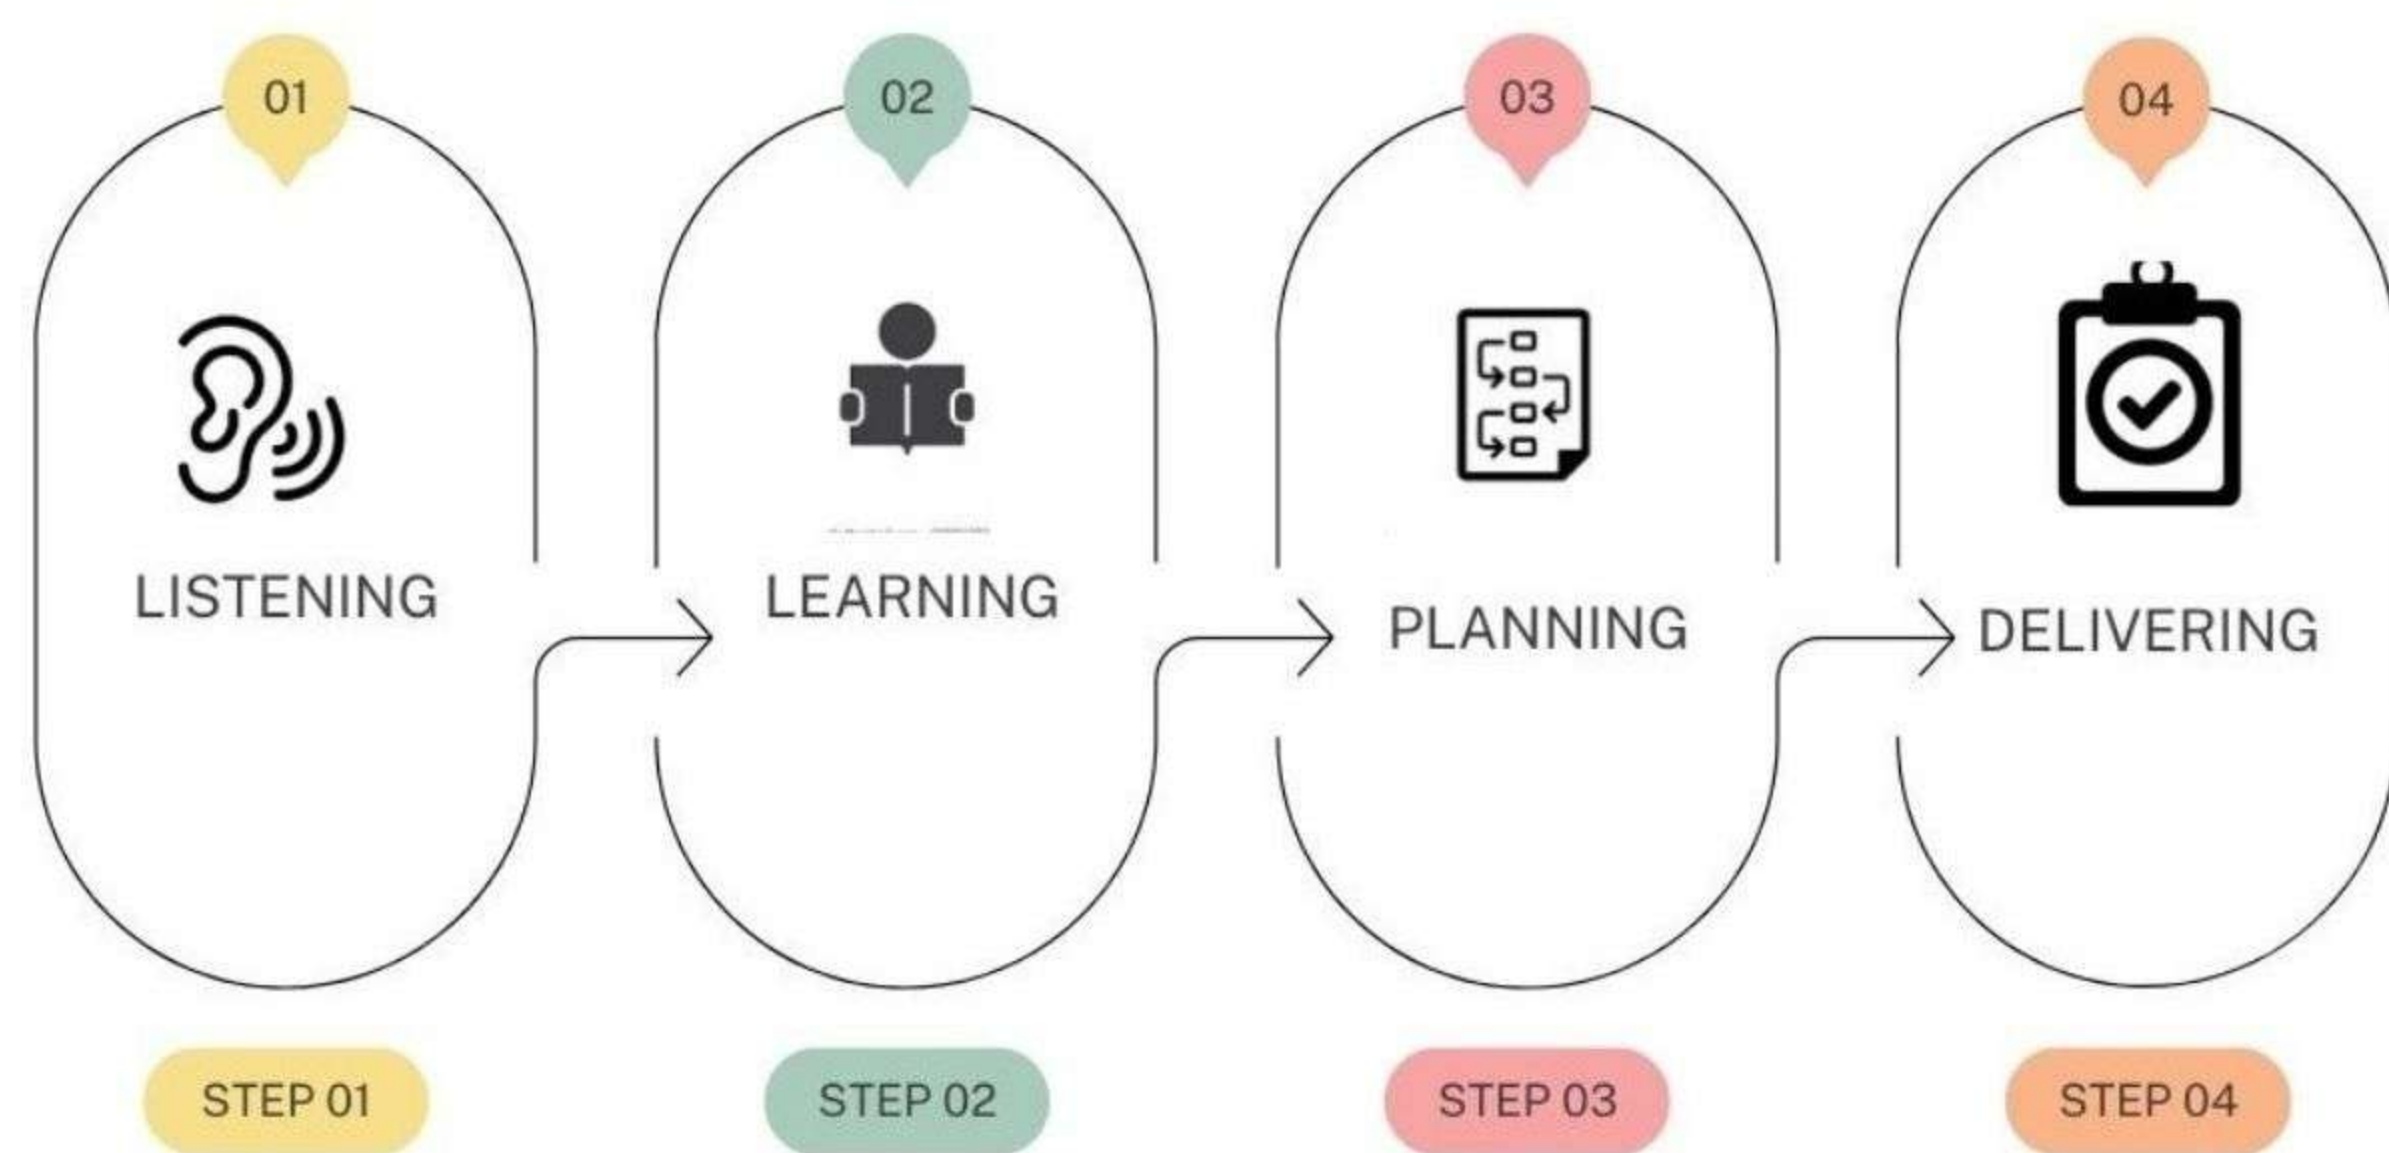 01
02
03
04
LISTENING
LEARNING
PLANNING
DELIVERING
STEP 01
STEP 02
STEP 03
STEP 04